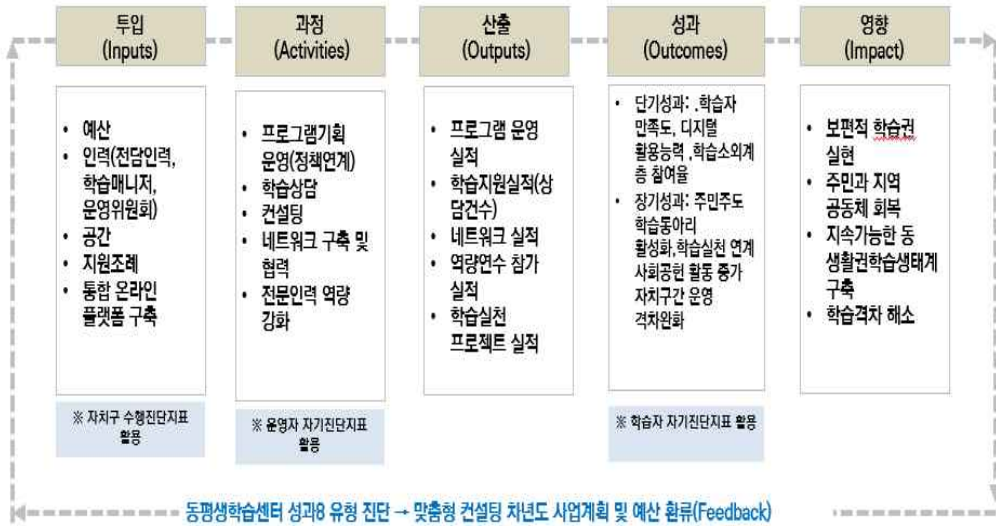 투입
(Inputs)
과정
(Activities)
산출
(Outputs)
성과
(Outcomes)
영향
(Impact)
• 예산
• 인력(전담인력,
학습매니저,
운영위원회)
• 공간
• 지원조례
• 통합 온라인
플랫폼 구축
• 프로그램기획
운영(정책연계)
• 학습상담
• 컨설팅
• 네트워크 구축 및
협력
• 전문인력 역량
강화
• 프로그램 운영
실적
• 학습지원실적(상
담건수)
• 네트워크 실적
• 역량연수 참가
실적
• 학습실천
프로젝트 실적
• 단기성과: .학습자
만족도, 디지털
활용능력 ,학습소외계
층 참여율
• 장기성과: 주민주도
학습동아리
활성화,학습실천 연계
사회공헌 활동 증가
자치구간 운영
격차완화
• 보편적 학습권
실현
• 주민과 지역
공동체 회복
• 지속가능한 동
생활권학습생태계
구축
• 학습격차 해소
※ 자치구 수행진단지표
활용
※ 운영자 자기진단지표
활용
※ 학습자 자기진단지표 활용
동평생학습센터 성과8 유형 진단 → 맞춤형 컨설팅 차년도 사업계획 및 예산 환류(Feedback)